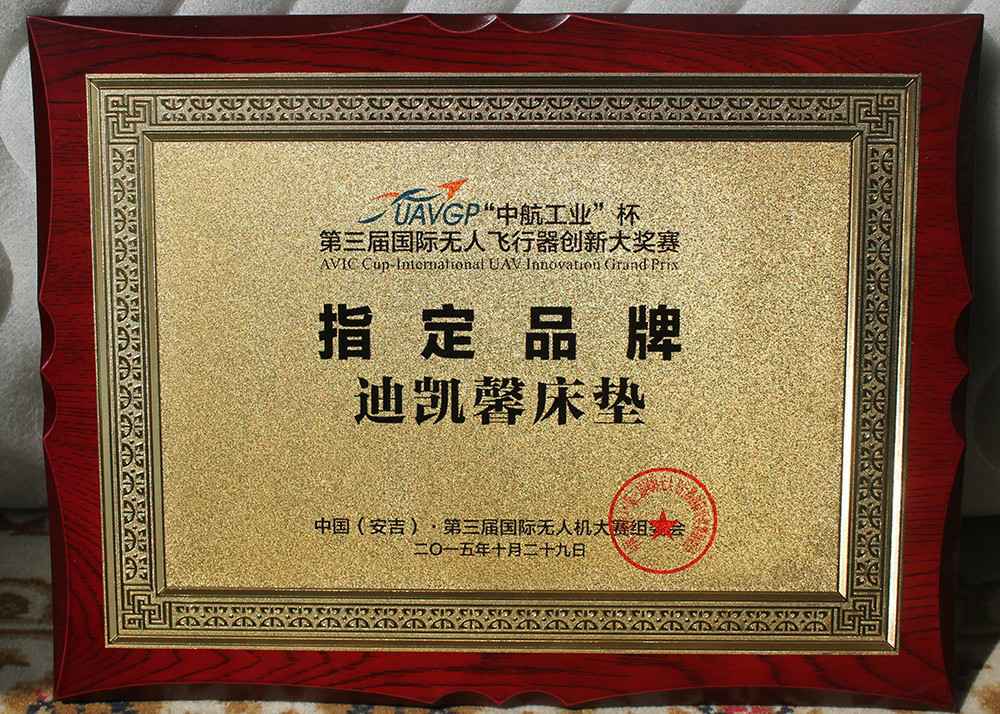 UAVGP “中航工业”杯
第三届国际无人飞行器创新大奖赛
AVIC Cup-International UAV Innovation Grand Prix
指定品牌
迪凯馨床垫
中国（安吉）·第三届国际无人机大赛组委会
二〇一五年十月二十九日